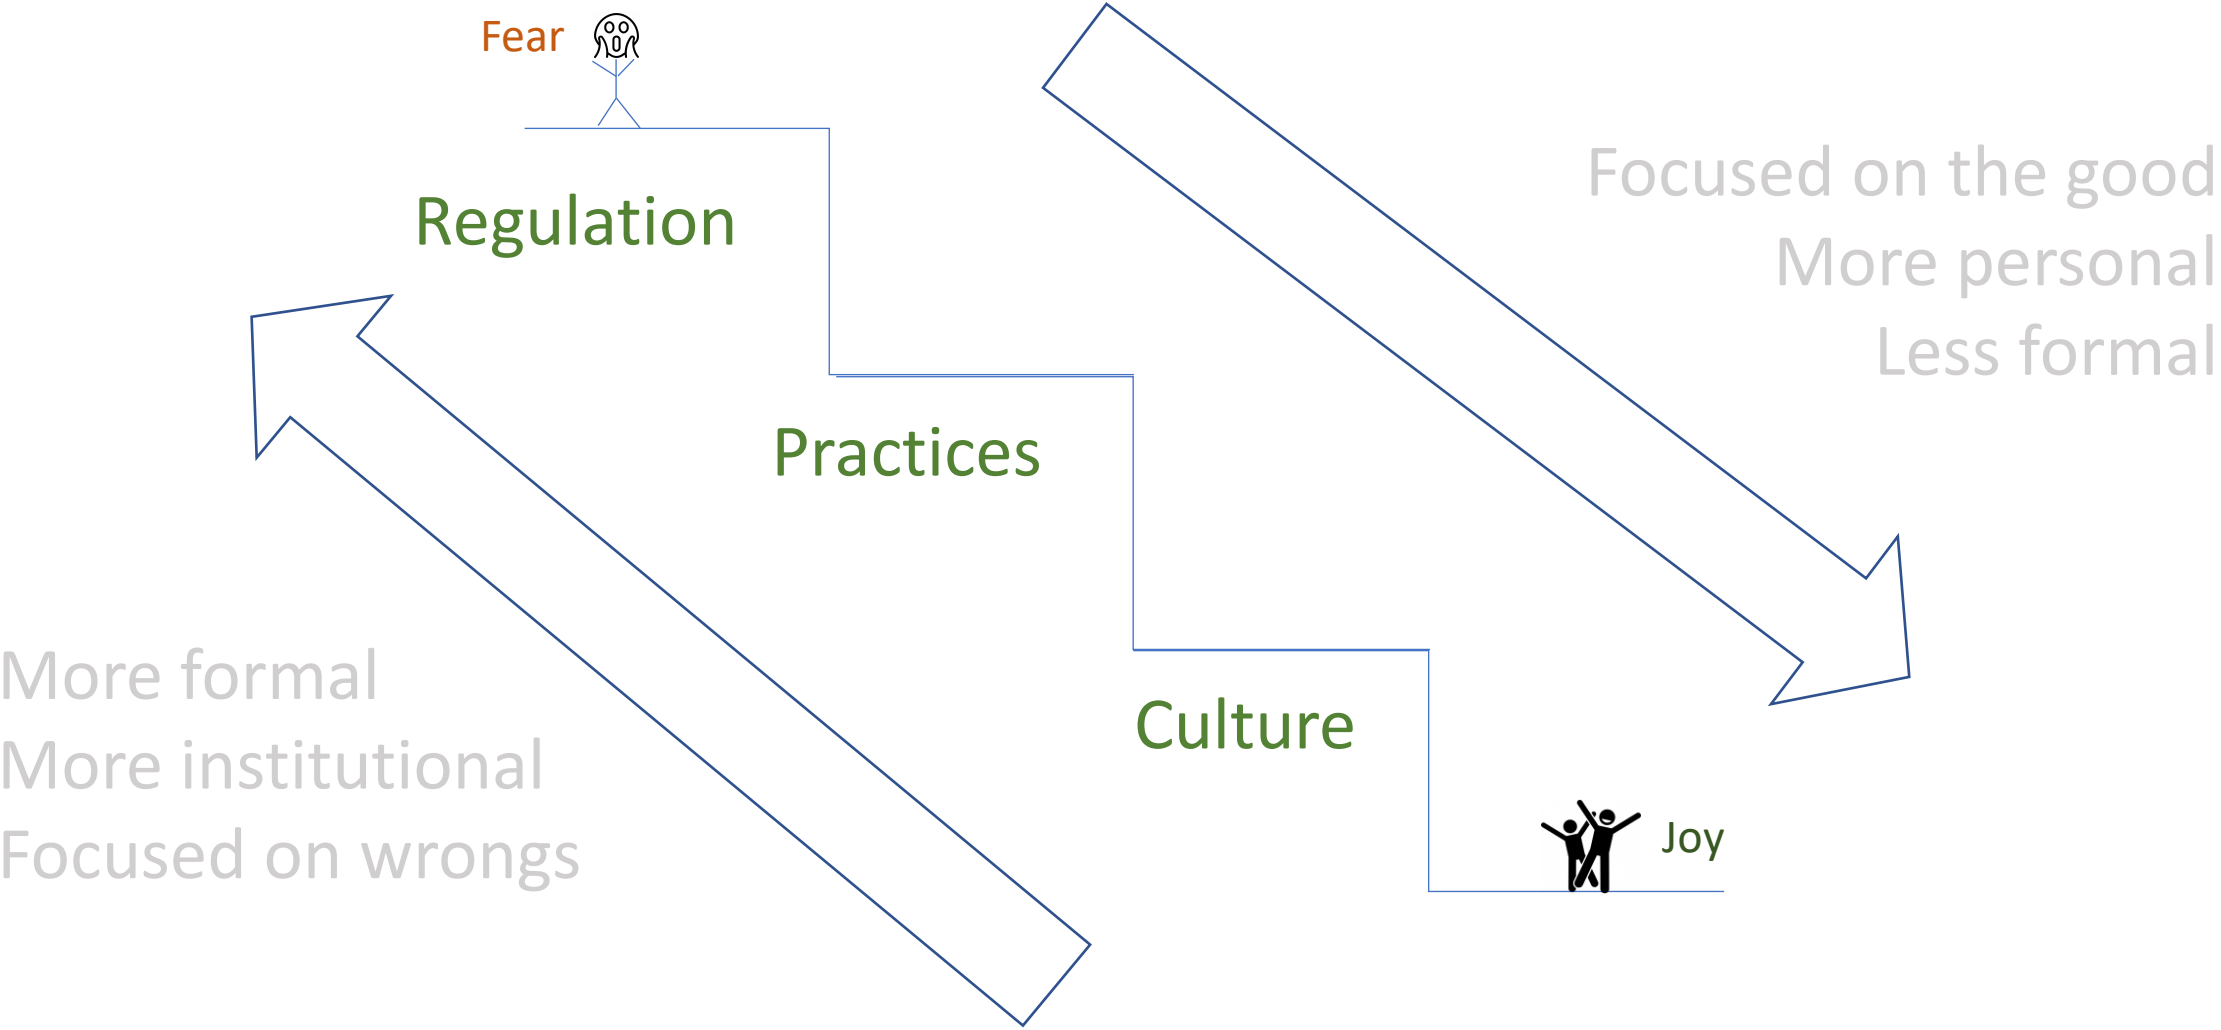 Fear
Regulation
Focused on the good
More personal
Less formal
Practices
More formal
More institutional
Focused on wrongs
Culture
Joy